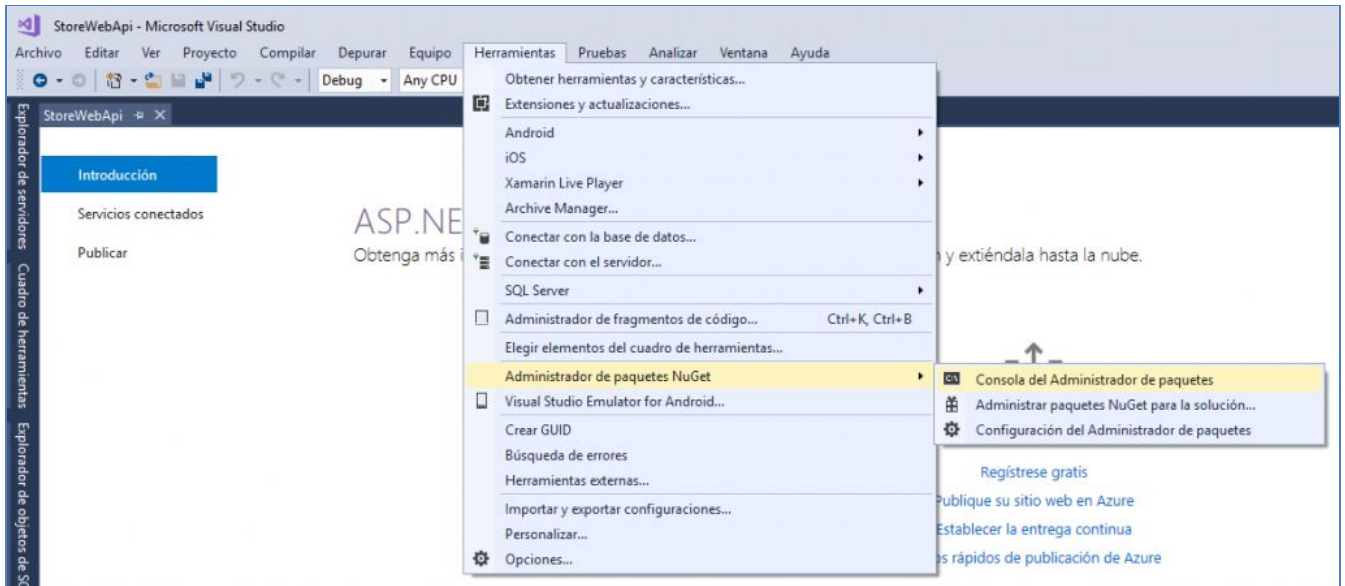 StoreWebApi - Microsoft Visual Studio
Archivo Editar Ver Proyecto Compilar Depurar Equipo Herramientas Pruebas Analizar Ventana Ayuda
Debug Any CPU
StoreWebApi
Explorador de servidores
Cuadro de herramientas
Explorador de objetos de
Introducción
Servicios conectados
Publicar
ASP.NE
Obtenga más
y extiéndala hasta la nube.
Obtener herramientas y características...
Extensiones y actualizaciones...
Android
iOS
Xamarin Live Player
Archive Manager...
Conectar con la base de datos...
Conectar con el servidor...
SQL Server
Administrador de fragmentos de código... Ctrl+K, Ctrl+B
Elegir elementos del cuadro de herramientas...
Administrador de paquetes NuGet
Visual Studio Emulator for Android...
Crear GUID
Búsqueda de errores
Herramientas externas...
Importar y exportar configuraciones...
Personalizar...
Opciones...
Consola del Administrador de paquetes
Administrar paquetes NuGet para la solución...
Configuración del Administrador de paquetes
Regístrese gratis
Publique su sitio web en Azure
Establecer la entrega continua
os rápidos de publicación de Azure